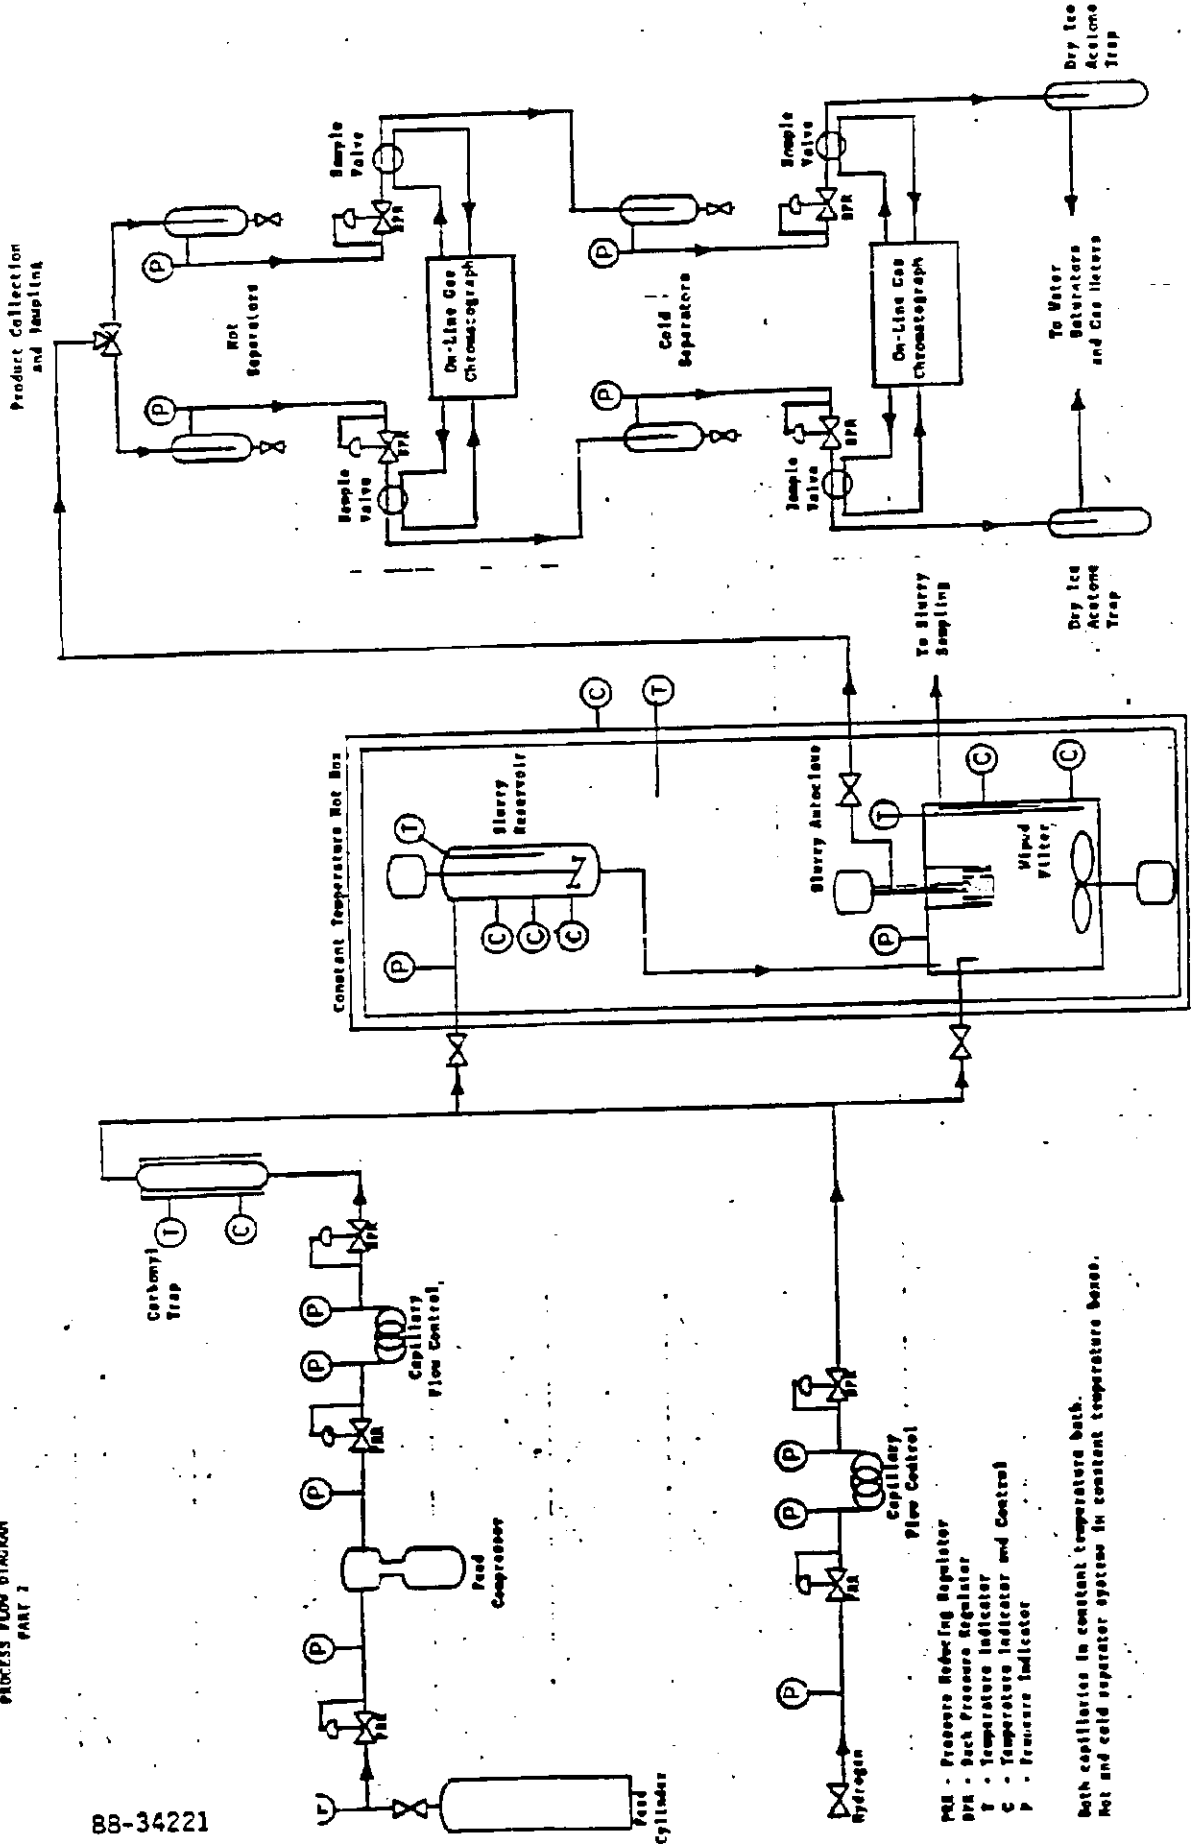 PROCESS FLOW DIAGRAM
PART 2
88-34221
Feed
Cylinder
PRR
P
Feed
Compressor
P
PRR
P
P
Capillary
Flow Control
BPR
Carbonyl
Trap
T
C
Hydrogen
P
PRR
P
P
Capillary
Flow Control
BPR
Constant Temperature Hot Box
P
T
C
C
C
Slurry
Reservoir
C
T
Slurry Autoclave
P
T
C
C
Wiped
Filter
To Slurry
Sampling
Product Collection
and Sampling
P
P
Hot
Separators
BPR
BPR
Sample
Valve
Sample
Valve
On-Line Gas
Chromatograph
P
P
Cold
Separators
BPR
BPR
Sample
Valve
Sample
Valve
On-Line Gas
Chromatograph
Dry Ice
Acetone
Trap
To Water
Saturators
and Gas Meters
Dry Ice
Acetone
Trap
PRR - Pressure Reducing Regulator
BPR - Back Pressure Regulator
T - Temperature Indicator
C - Temperature Indicator and Control
P - Pressure Indicator
Both capillaries in constant temperature bath.
Hot and cold separator systems in constant temperature boxes.